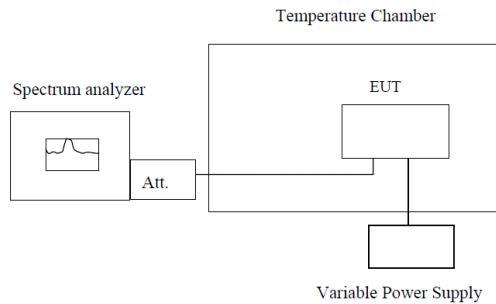 Temperature Chamber
Spectrum analyzer
EUT
Att.
Variable Power Supply